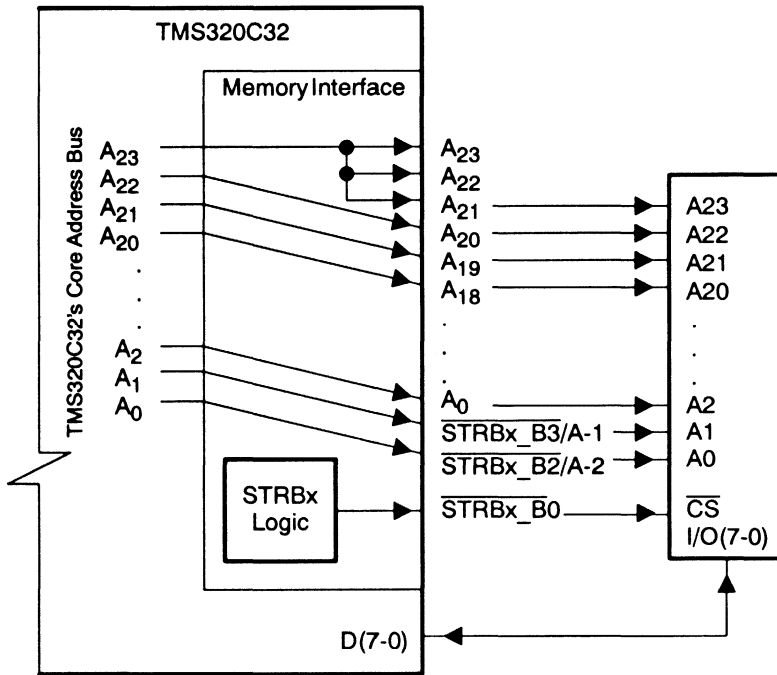 TMS320C32
Memory Interface
TMS320C32's Core Address Bus
A23
A22
A21
A20
.
.
.
A2
A1
A0
STRBx
Logic
A23
A22
A21
A20
A19
A18
.
.
.
A0
STRBx_B3/A-1
STRBx_B2/A-2
STRBx_B0
D(7-0)
A23
A22
A21
A20
.
.
.
A2
A1
A0
CS
I/O(7-0)